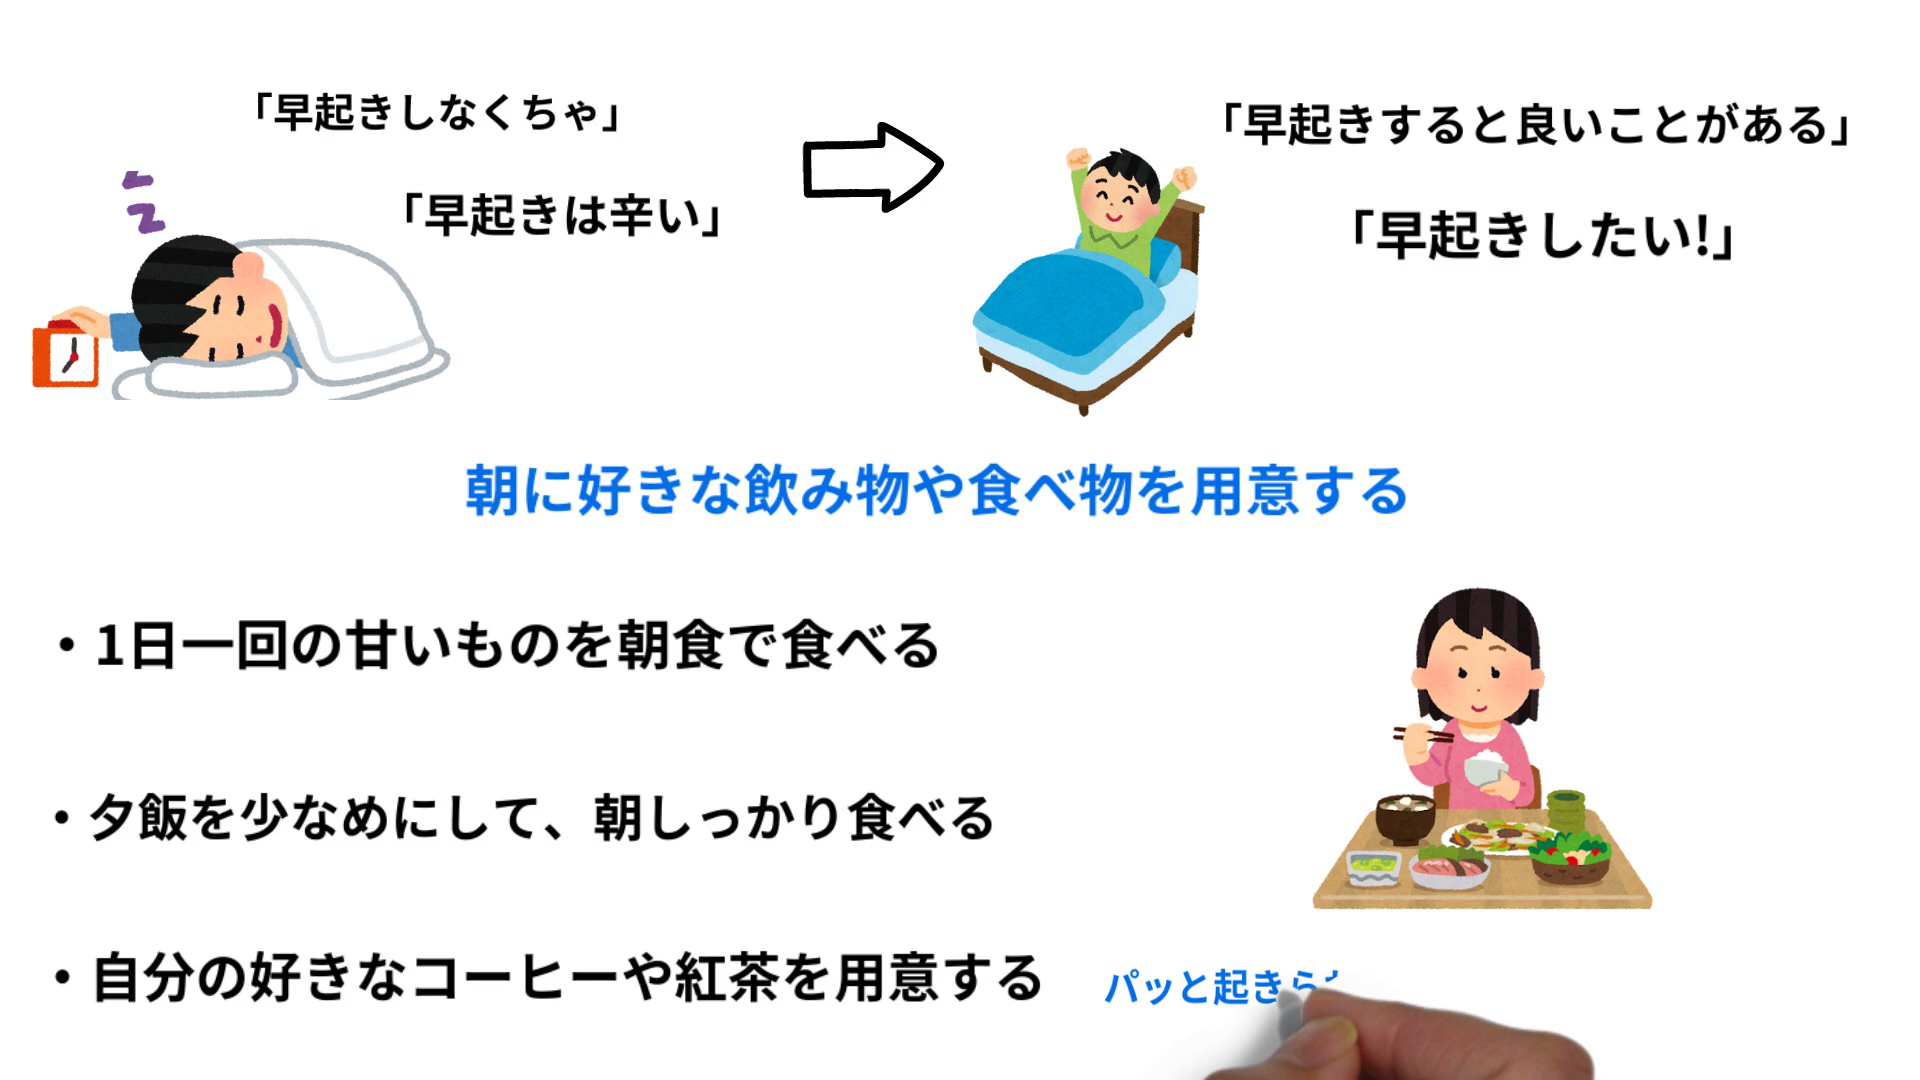 「早起きしなくちゃ」
「早起きは辛い」
「早起きすると良いことがある」
「早起きしたい!」
朝に好きな飲み物や食べ物を用意する
・1日一回の甘いものを朝食で食べる
・夕飯を少なめにして、朝しっかり食べる
・自分の好きなコーヒーや紅茶を用意する
パッと起きら